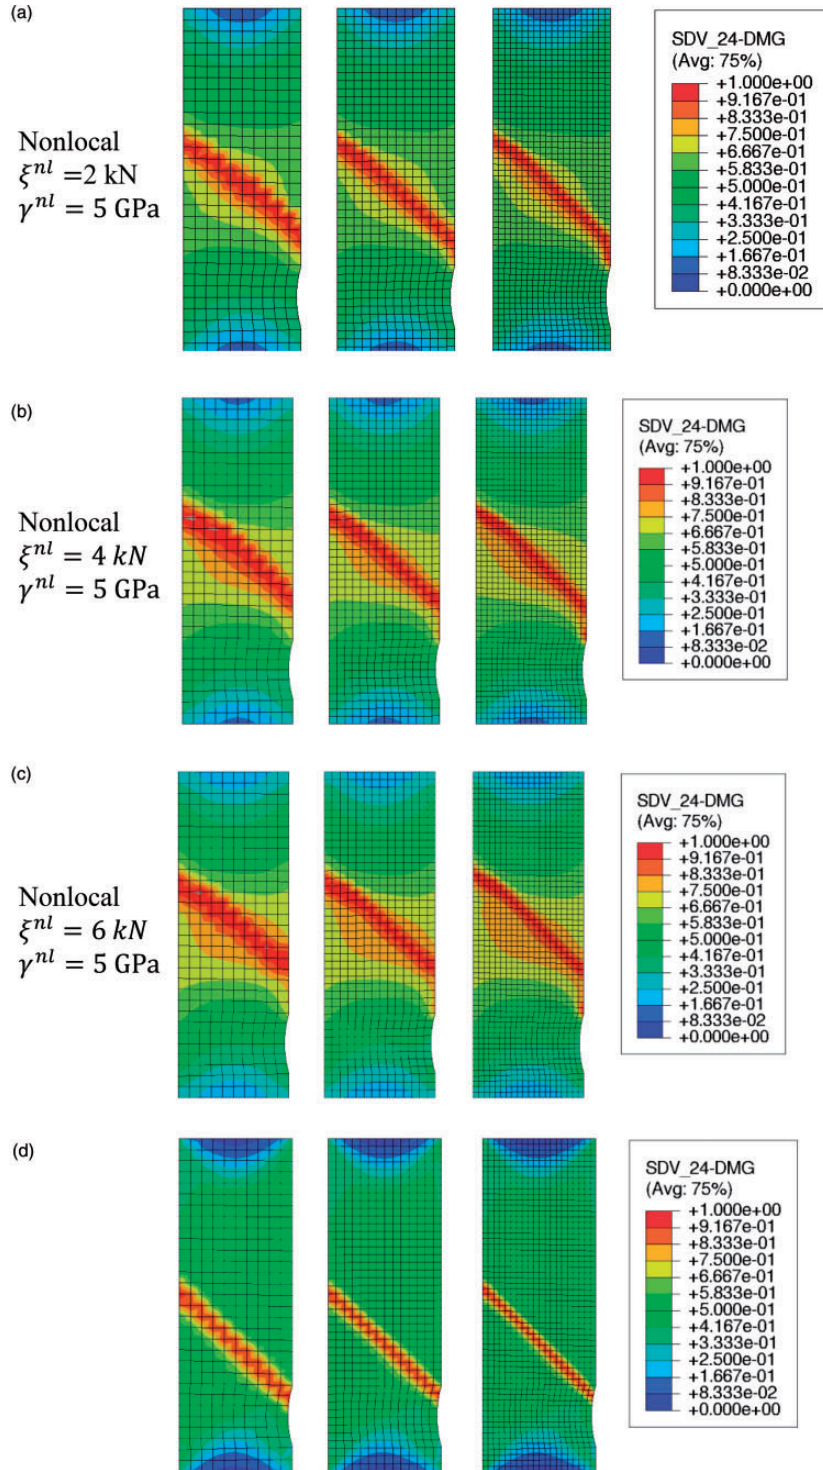 (a)
Nonlocal
ξⁿˡ =2 kN
γⁿˡ = 5 GPa
SDV_24-DMG
(Avg: 75%)
+1.000e+00
+9.167e-01
+8.333e-01
+7.500e-01
+6.667e-01
+5.833e-01
+5.000e-01
+4.167e-01
+3.333e-01
+2.500e-01
+1.667e-01
+8.333e-02
+0.000e+00
(b)
Nonlocal
ξⁿˡ = 4 kN
γⁿˡ = 5 GPa
SDV_24-DMG
(Avg: 75%)
+1.000e+00
+9.167e-01
+8.333e-01
+7.500e-01
+6.667e-01
+5.833e-01
+5.000e-01
+4.167e-01
+3.333e-01
+2.500e-01
+1.667e-01
+8.333e-02
+0.000e+00
(c)
Nonlocal
ξⁿˡ = 6 kN
γⁿˡ = 5 GPa
SDV_24-DMG
(Avg: 75%)
+1.000e+00
+9.167e-01
+8.333e-01
+7.500e-01
+6.667e-01
+5.833e-01
+5.000e-01
+4.167e-01
+3.333e-01
+2.500e-01
+1.667e-01
+8.333e-02
+0.000e+00
(d)
SDV_24-DMG
(Avg: 75%)
+1.000e+00
+9.167e-01
+8.333e-01
+7.500e-01
+6.667e-01
+5.833e-01
+5.000e-01
+4.167e-01
+3.333e-01
+2.500e-01
+1.667e-01
+8.333e-02
+0.000e+00